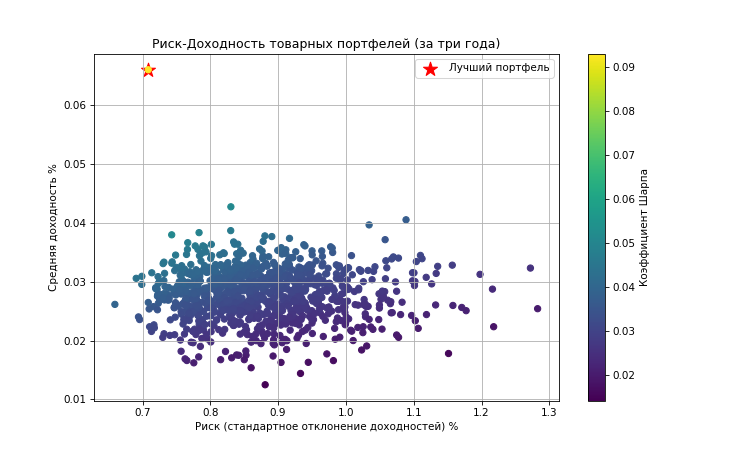 Риск-Доходность товарных портфелей (за три года)
Лучший портфель
Средняя доходность %
0.06
0.05
0.04
0.03
0.02
0.01
0.7 0.8 0.9 1.0 1.1 1.2 1.3
Риск (стандартное отклонение доходностей) %
0.09
0.08
0.07
0.06
0.05
0.04
0.03
0.02
Коэффициент Шарпа